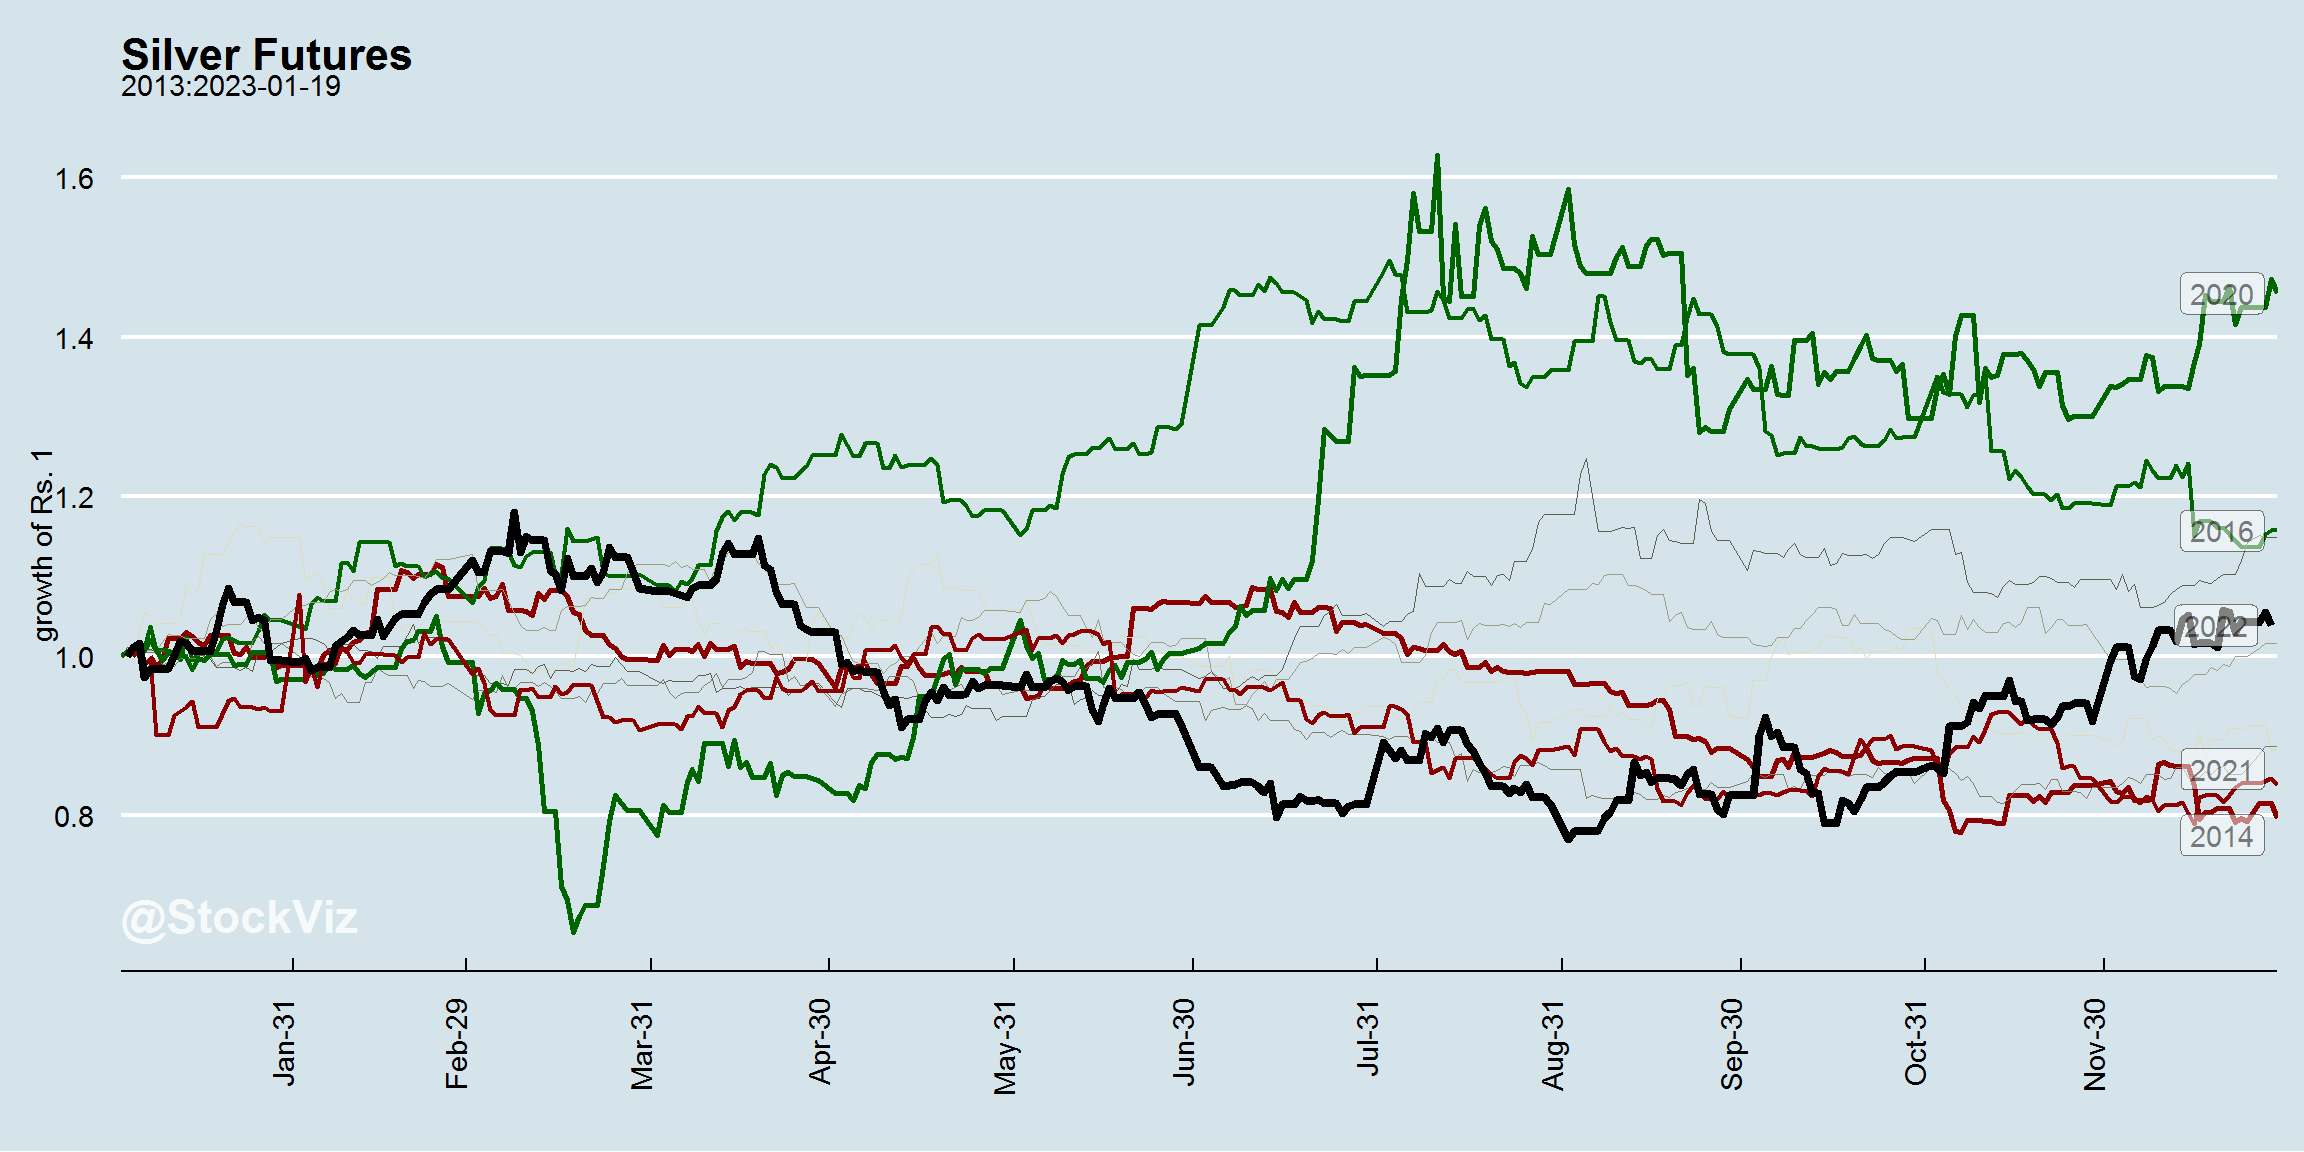 Silver Futures
2013:2023-01-19
growth of Rs. 1
1.6
1.4
1.2
1.0
0.8
2020
2016
2022
2021
2014
@StockViz
Jan-31
Feb-29
Mar-31
Apr-30
May-31
Jun-30
Jul-31
Aug-31
Sep-30
Oct-31
Nov-30